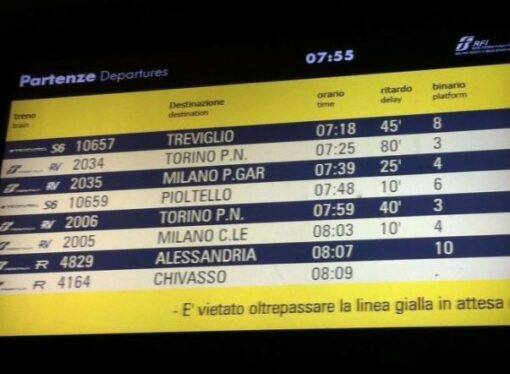 07:55
RFI
Partenze Departures
treno Destinazione orario ritardo binario
train destination time delay platform
S6 10657 TREVIGLIO 07:18 45' 8
RV 2034 TORINO P.N. 07:25 80' 3
RV 2035 MILANO P.GAR 07:39 25' 4
S6 10659 PIOLTELLO 07:48 10' 6
RV 2006 TORINO P.N. 07:59 40' 3
RV 2005 MILANO C.LE 08:03 10' 4
R 4829 ALESSANDRIA 08:07 10
R 4164 CHIVASSO 08:09 -
- E' vietato oltrepassare la linea gialla in attesa